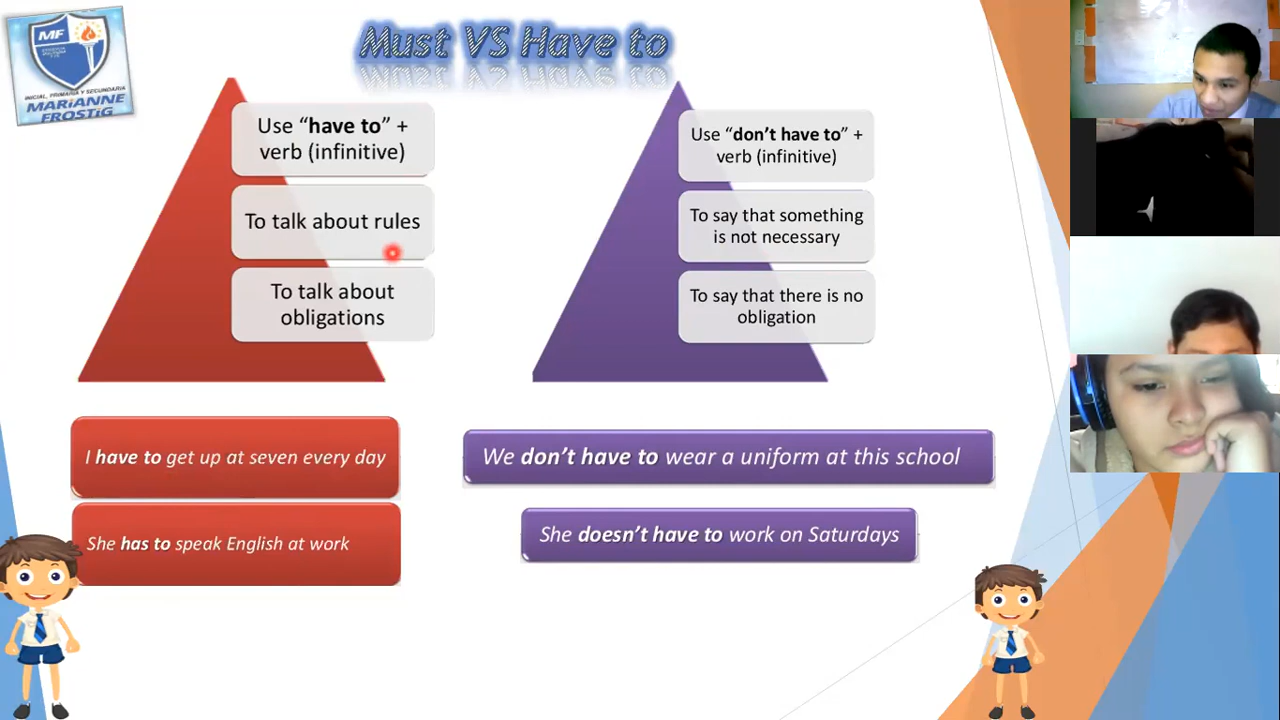 MF
INICIAL, PRIMARIA Y SECUNDARIA
MARIANNE
FROSTIG
Must VS Have to
Use “have to” +
verb (infinitive)
To talk about rules
To talk about
obligations
I have to get up at seven every day
She has to speak English at work
Use “don’t have to” +
verb (infinitive)
To say that something
is not necessary
To say that there is no
obligation
We don’t have to wear a uniform at this school
She doesn’t have to work on Saturdays